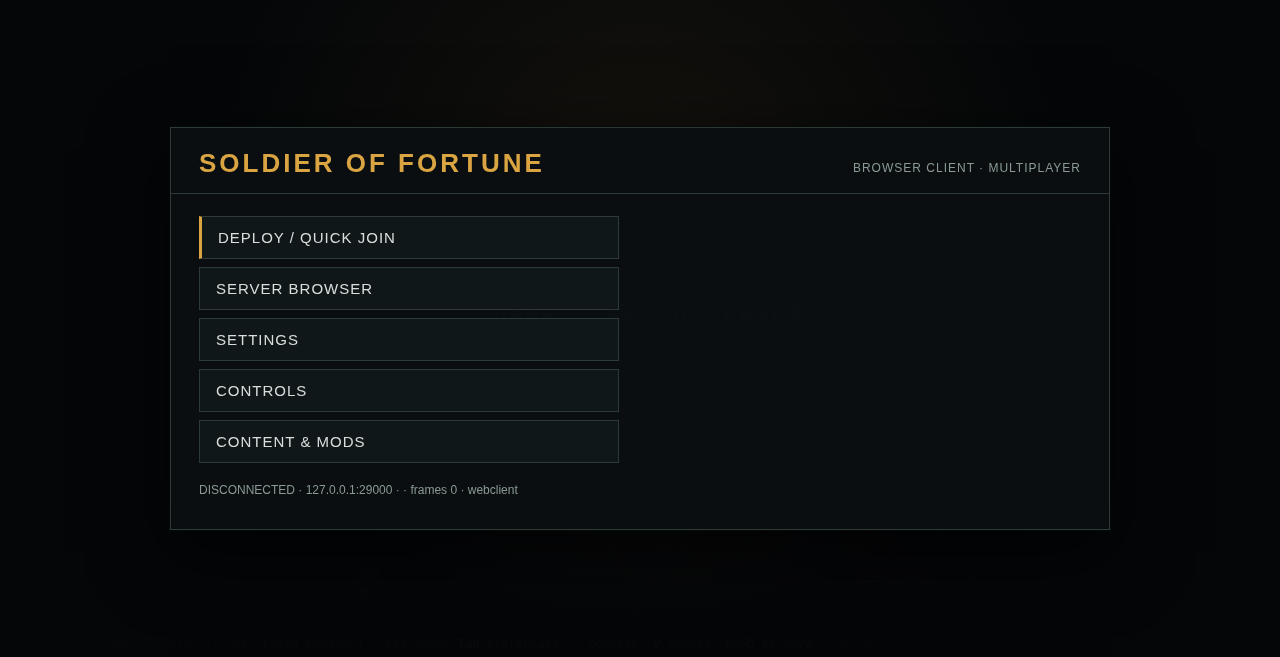 SOLDIER OF FORTUNE
BROWSER CLIENT · MULTIPLAYER
DEPLOY / QUICK JOIN
SERVER BROWSER
SETTINGS
CONTROLS
CONTENT & MODS
DISCONNECTED · 127.0.0.1:29000 · · frames 0 · webclient